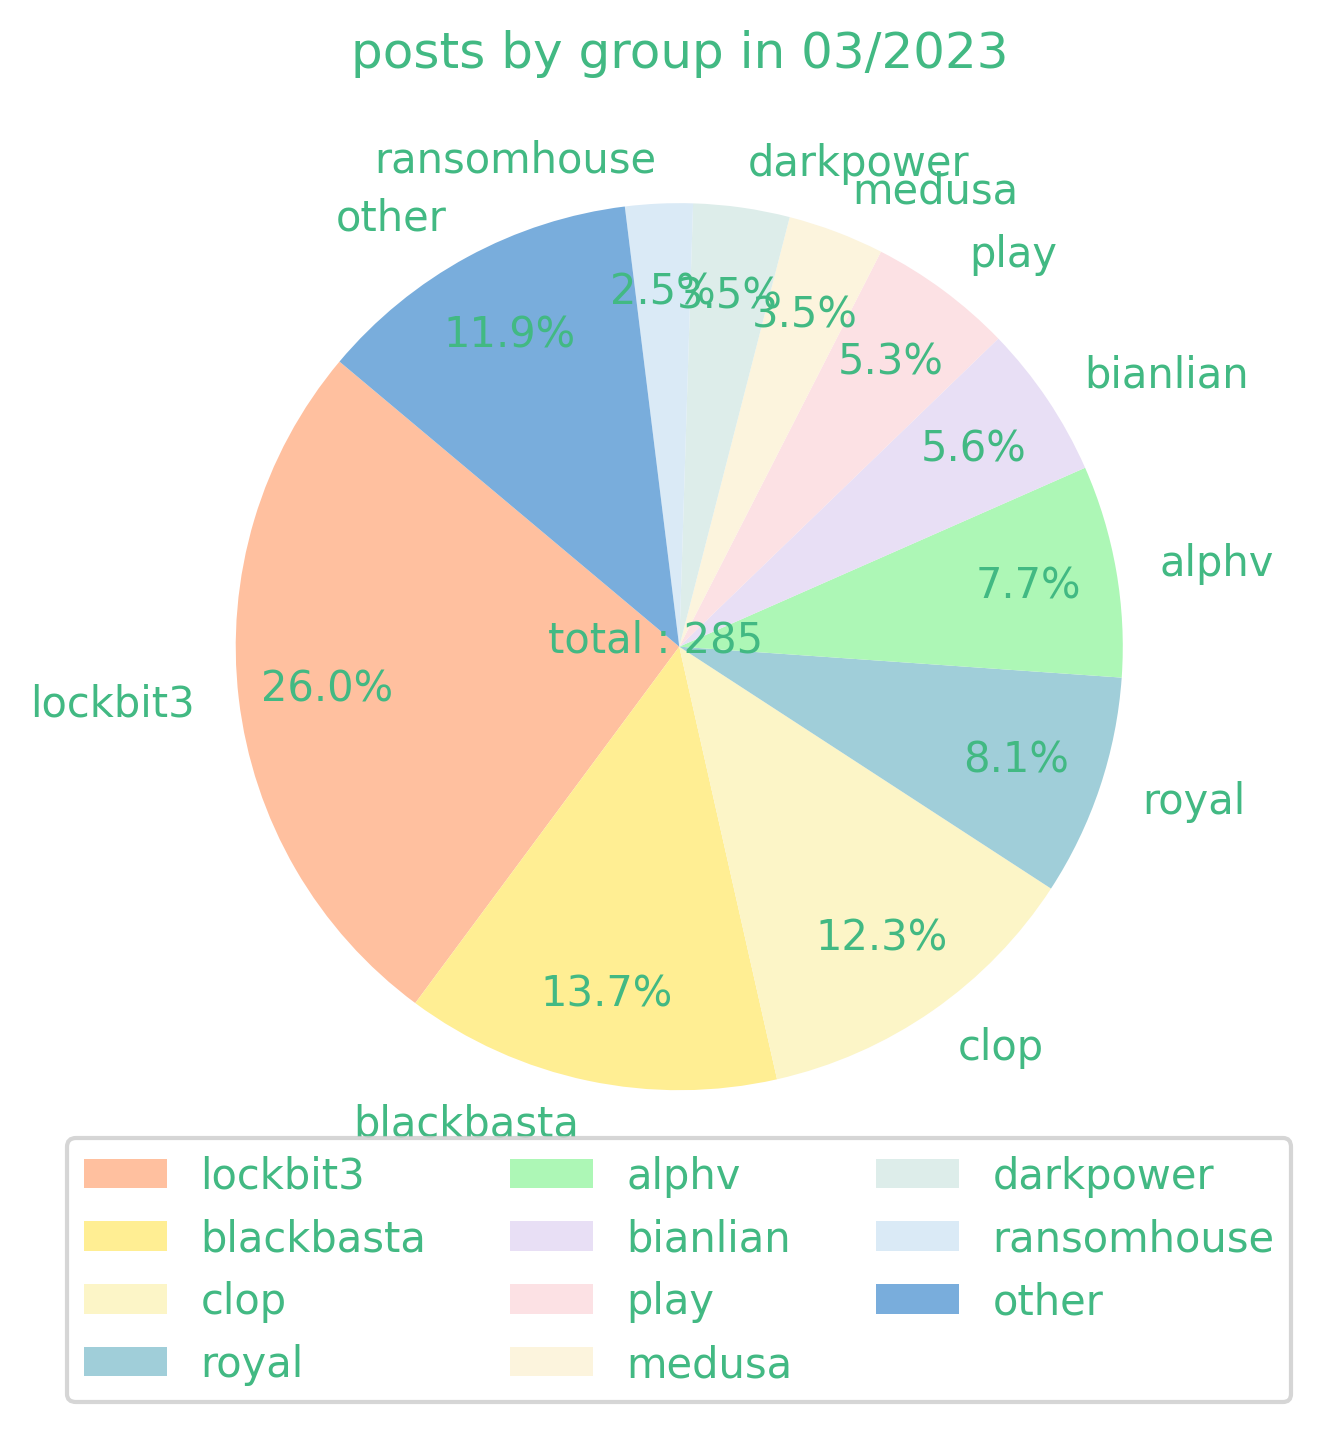 posts by group in 03/2023
ransomhouse
darkpower
medusa
other
play
2.5%
3.5%
3.5%
11.9%
5.3%
bianlian
5.6%
alphv
7.7%
total : 285
lockbit3
26.0%
8.1%
royal
12.3%
13.7%
clop
blackbasta
lockbit3
blackbasta
clop
royal
alphv
bianlian
play
medusa
darkpower
ransomhouse
other